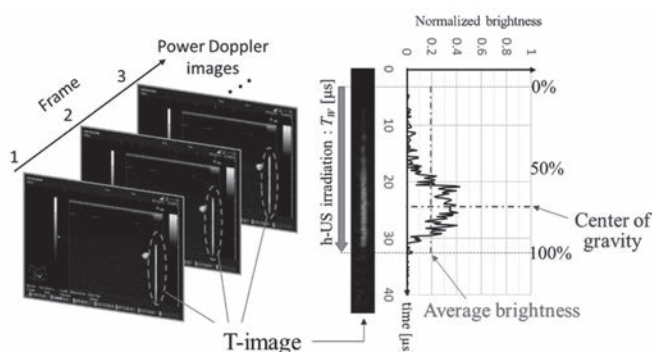 Power Doppler
images
Frame
1
2
3
T-image
h-US irradiation : T_W [μs]
Normalized brightness
0
0.2
0.4
0.6
0.8
1
0
10
20
30
40
time [μs]
0%
50%
100%
Center of
gravity
Average brightness